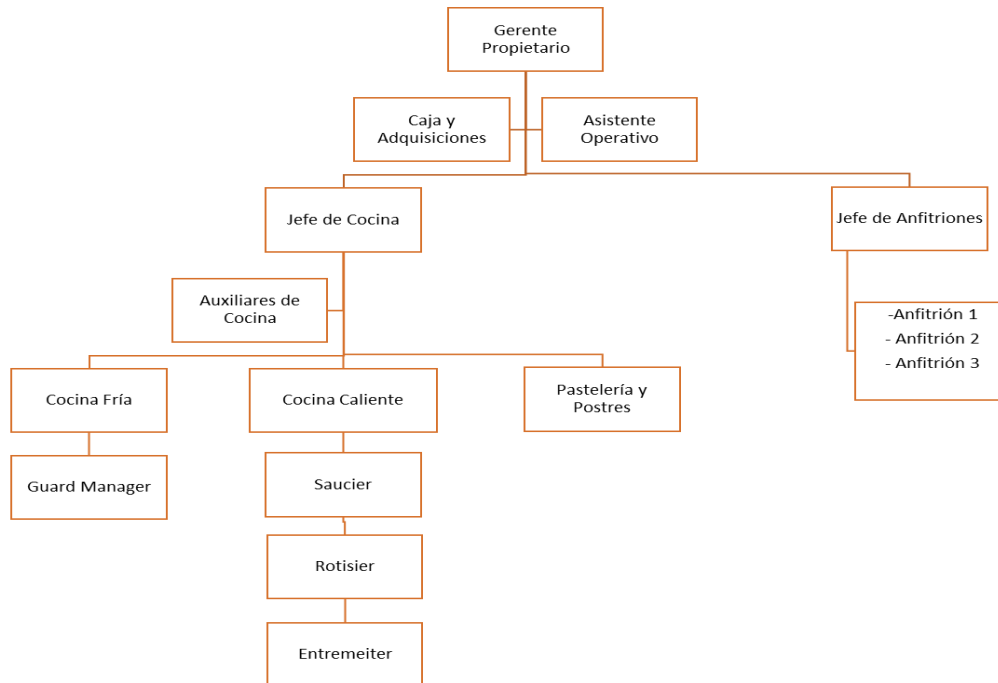 Gerente
Propietario
Caja y
Adquisiciones
Asistente
Operativo
Jefe de Cocina
Jefe de Anfitriones
Auxiliares de
Cocina
-Anfitrión 1
- Anfitrión 2
- Anfitrión 3
Cocina Fría
Cocina Caliente
Pastelería y
Postres
Guard Manager
Saucier
Rotisier
Entremeiter